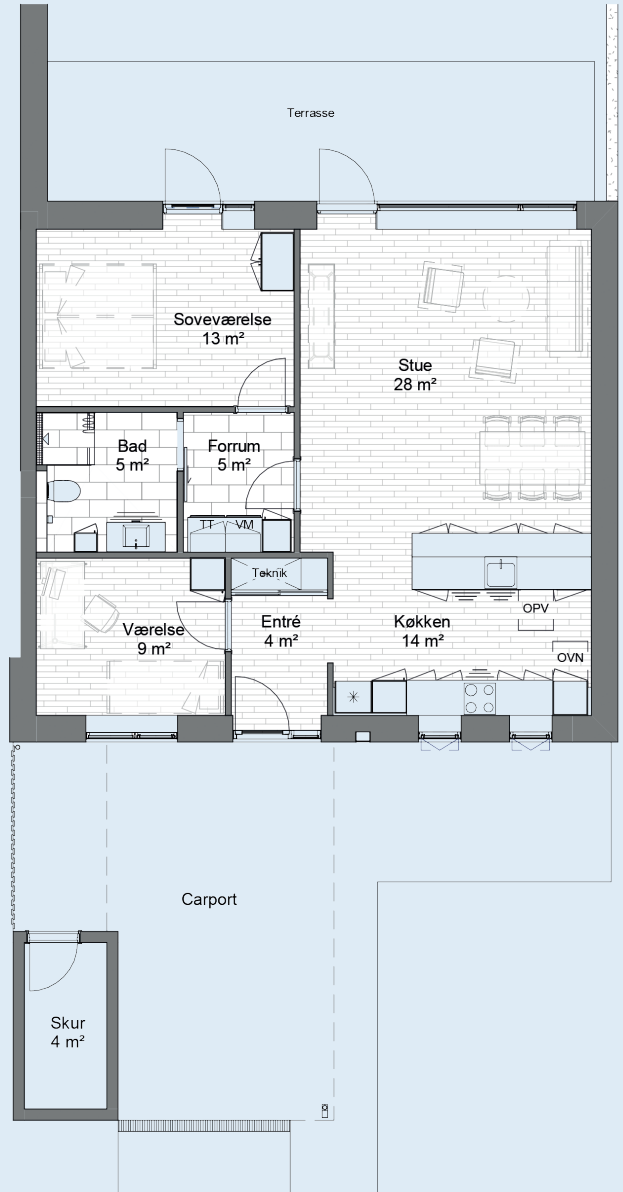 Terrasse
Soveværelse
13 m²
Stue
28 m²
Bad
5 m²
Forrum
5 m²
TT
VM
Teknik
Værelse
9 m²
Entré
4 m²
Køkken
14 m²
OPV
OVN
Carport
Skur
4 m²